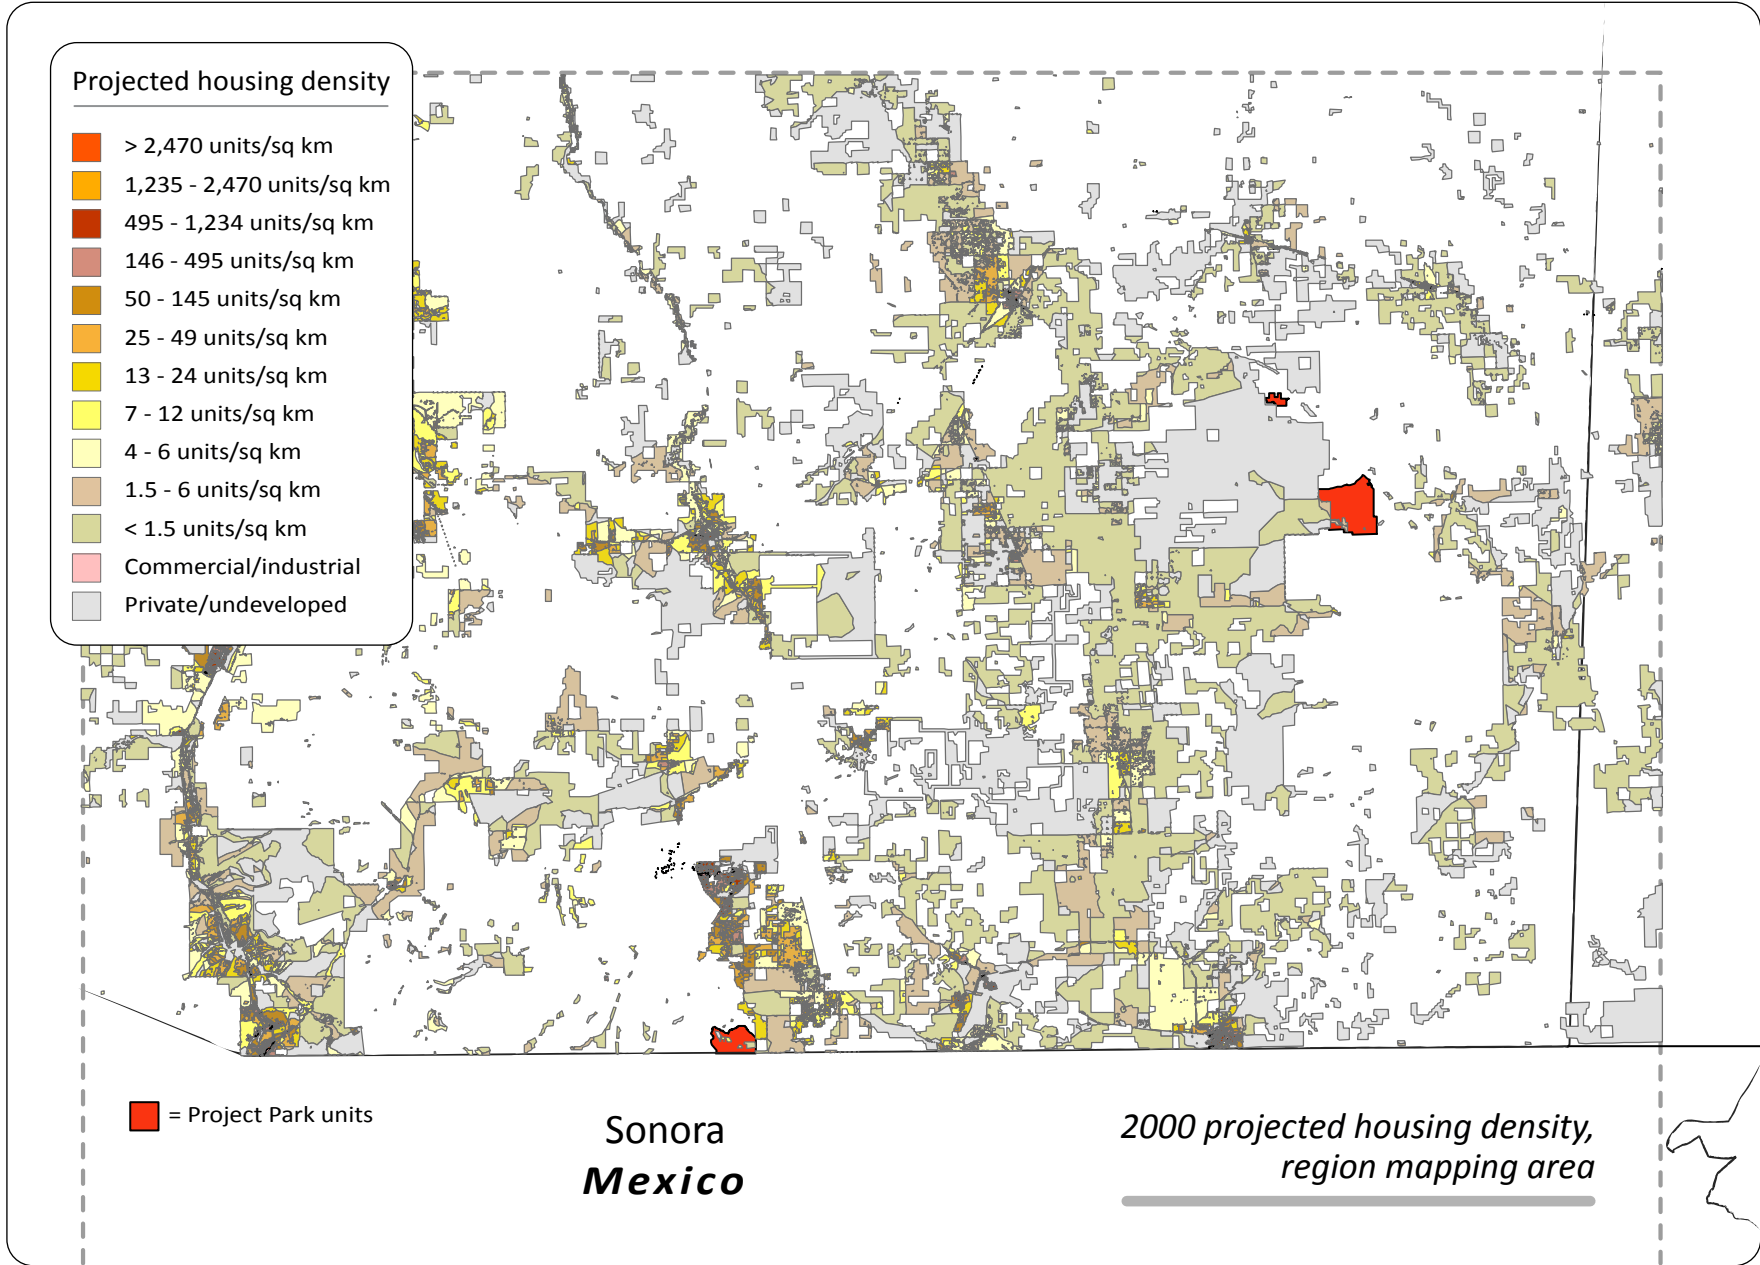 Projected housing density
> 2,470 units/sq km
1,235 - 2,470 units/sq km
495 - 1,234 units/sq km
146 - 495 units/sq km
50 - 145 units/sq km
25 - 49 units/sq km
13 - 24 units/sq km
7 - 12 units/sq km
4 - 6 units/sq km
1.5 - 6 units/sq km
< 1.5 units/sq km
Commercial/industrial
Private/undeveloped
= Project Park units
Sonora
Mexico
2000 projected housing density,
region mapping area